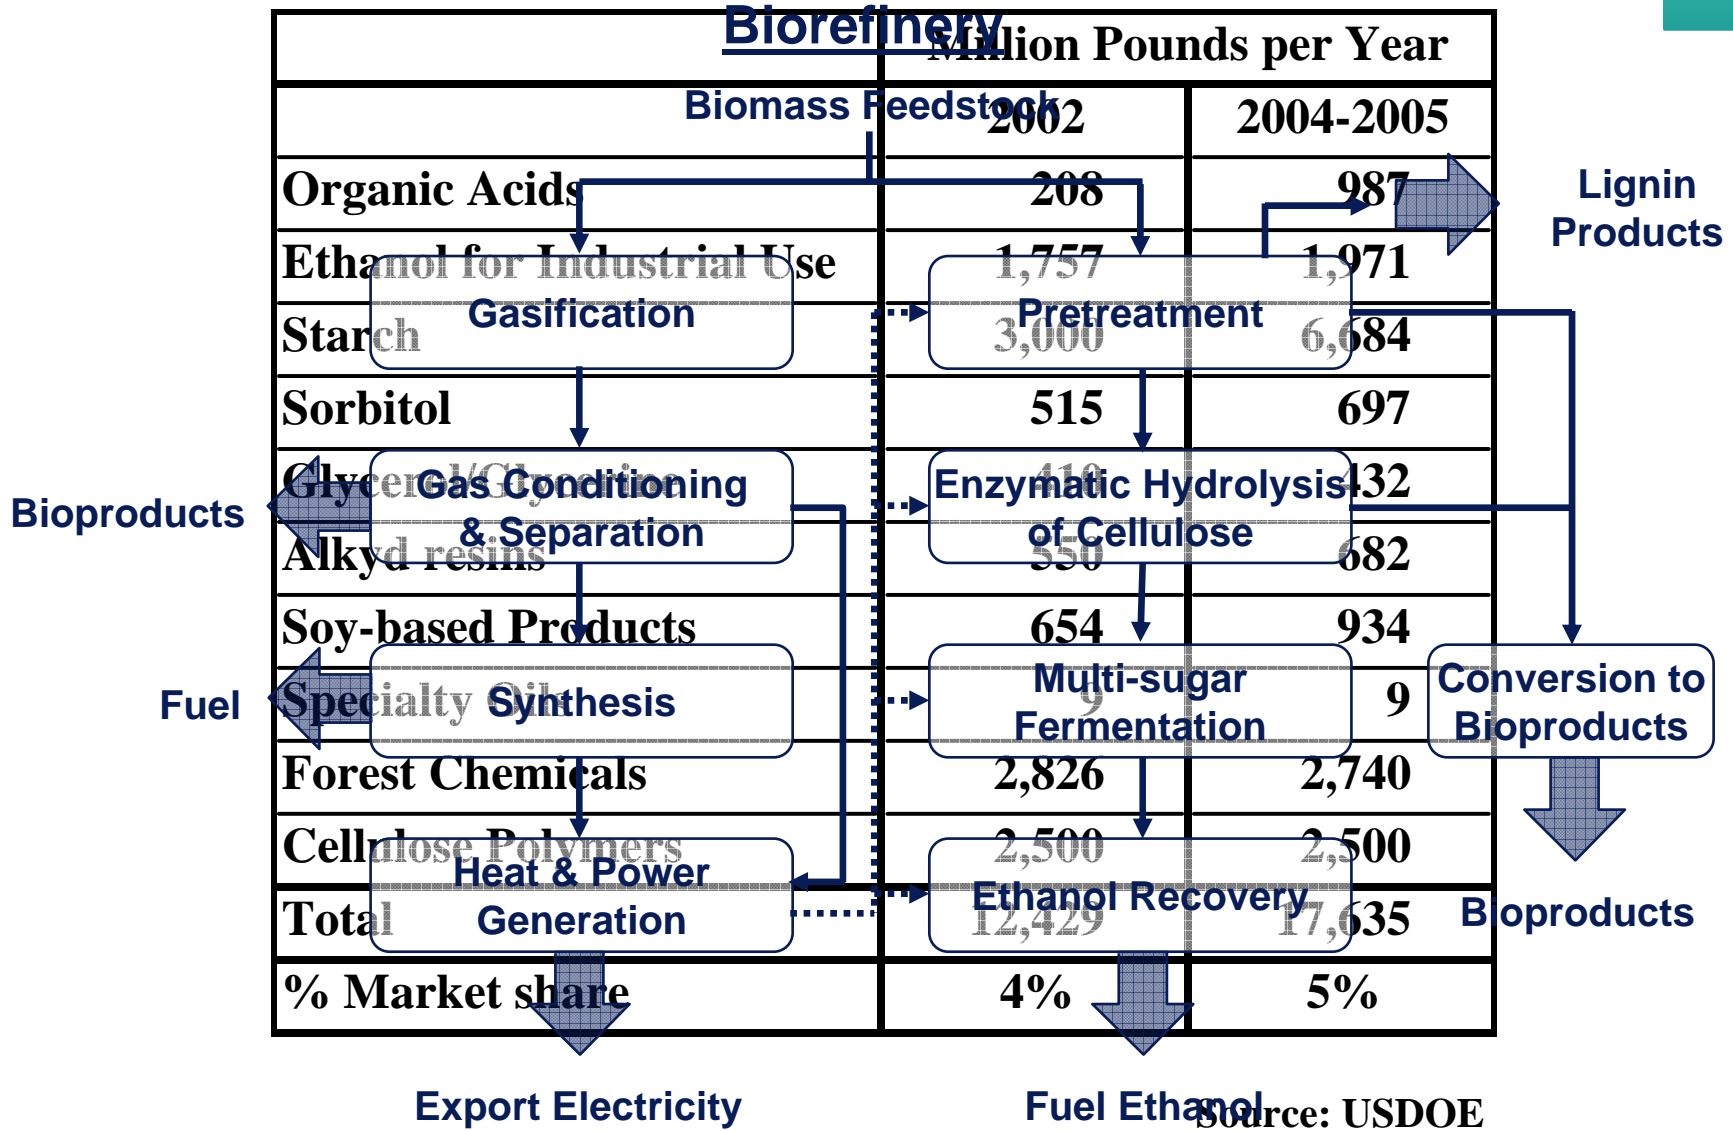 Biorefinery
Million Pounds per Year
Biomass Feedstock
2002 2004-2005
Organic Acids 208 987
Lignin
Products
Ethanol for Industrial Use 1,757 1,971
Gasification
Pretreatment
Starch 3,000 6,684
Sorbitol 515 697
Glycerol/Glycerine 410 432
Bioproducts
Gas Conditioning
& Separation
Enzymatic Hydrolysis
of Cellulose
Alkyd resins 550 682
Soy-based Products 654 934
Specialty Oils 9 9
Fuel
Synthesis
Multi-sugar
Fermentation
Conversion to
Bioproducts
Forest Chemicals 2,826 2,740
Cellulose Polymers 2,500 2,500
Heat & Power
Generation
Ethanol Recovery
Bioproducts
Total 12,429 17,635
% Market share 4% 5%
Export Electricity
Fuel Ethanol
Source: USDOE